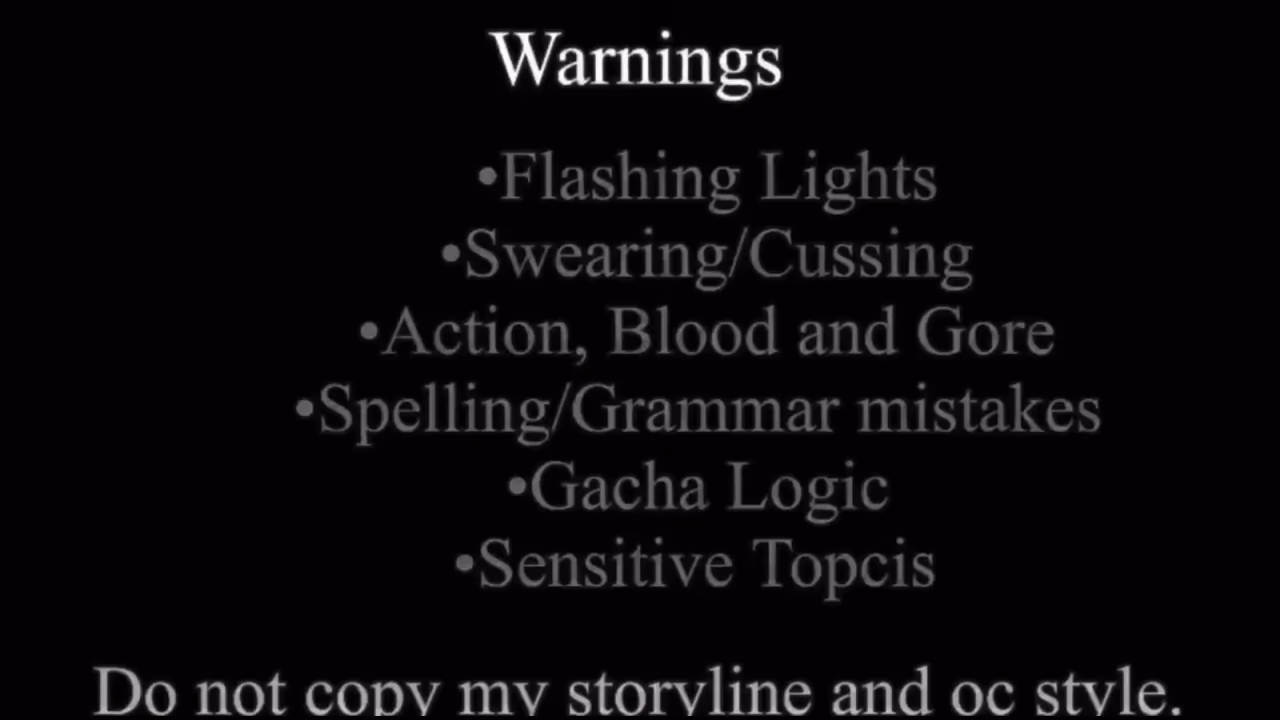 Warnings
•Flashing Lights
•Swearing/Cussing
•Action, Blood and Gore
•Spelling/Grammar mistakes
•Gacha Logic
•Sensitive Topcis
Do not copy my storyline and oc style.